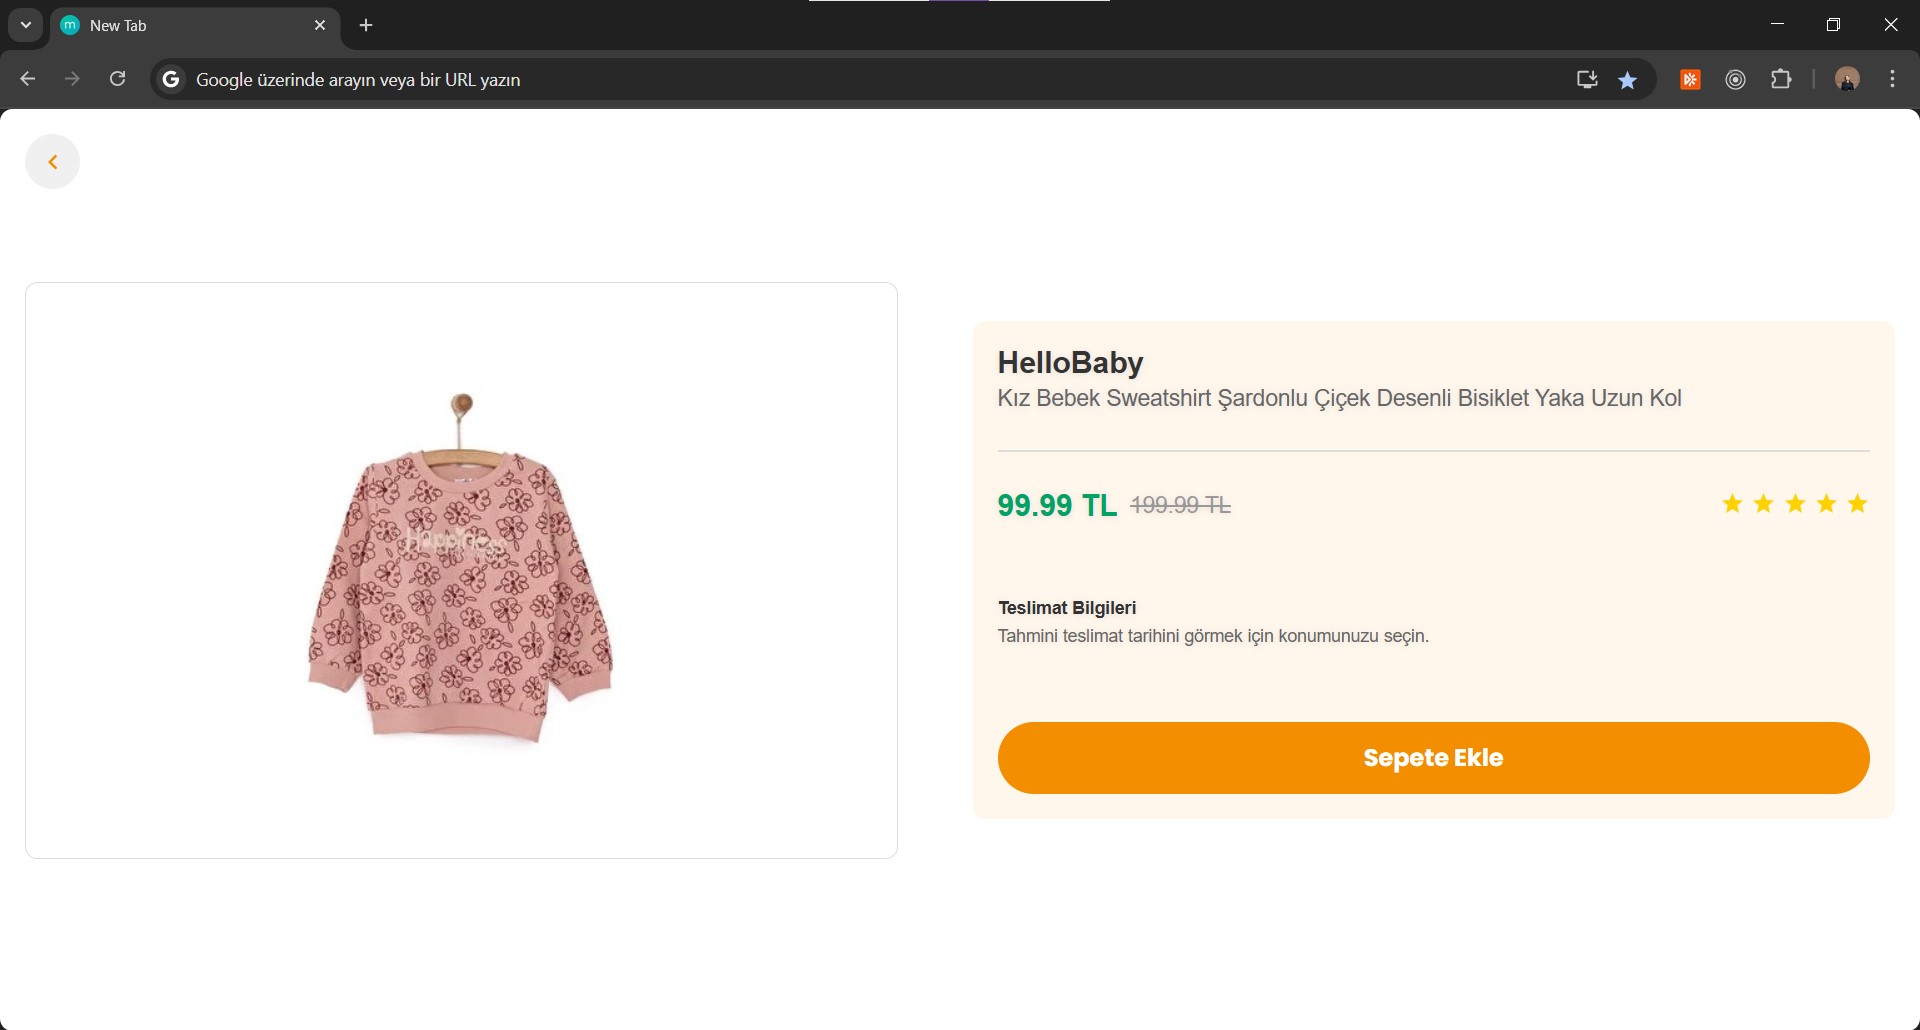 New Tab
Google üzerinde arayın veya bir URL yazın
HelloBaby
Kız Bebek Sweatshirt Şardonlu Çiçek Desenli Bisiklet Yaka Uzun Kol
99.99 TL 199.99 TL
Happiness
Teslimat Bilgileri
Tahmini teslimat tarihini görmek için konumunuzu seçin.
Sepete Ekle